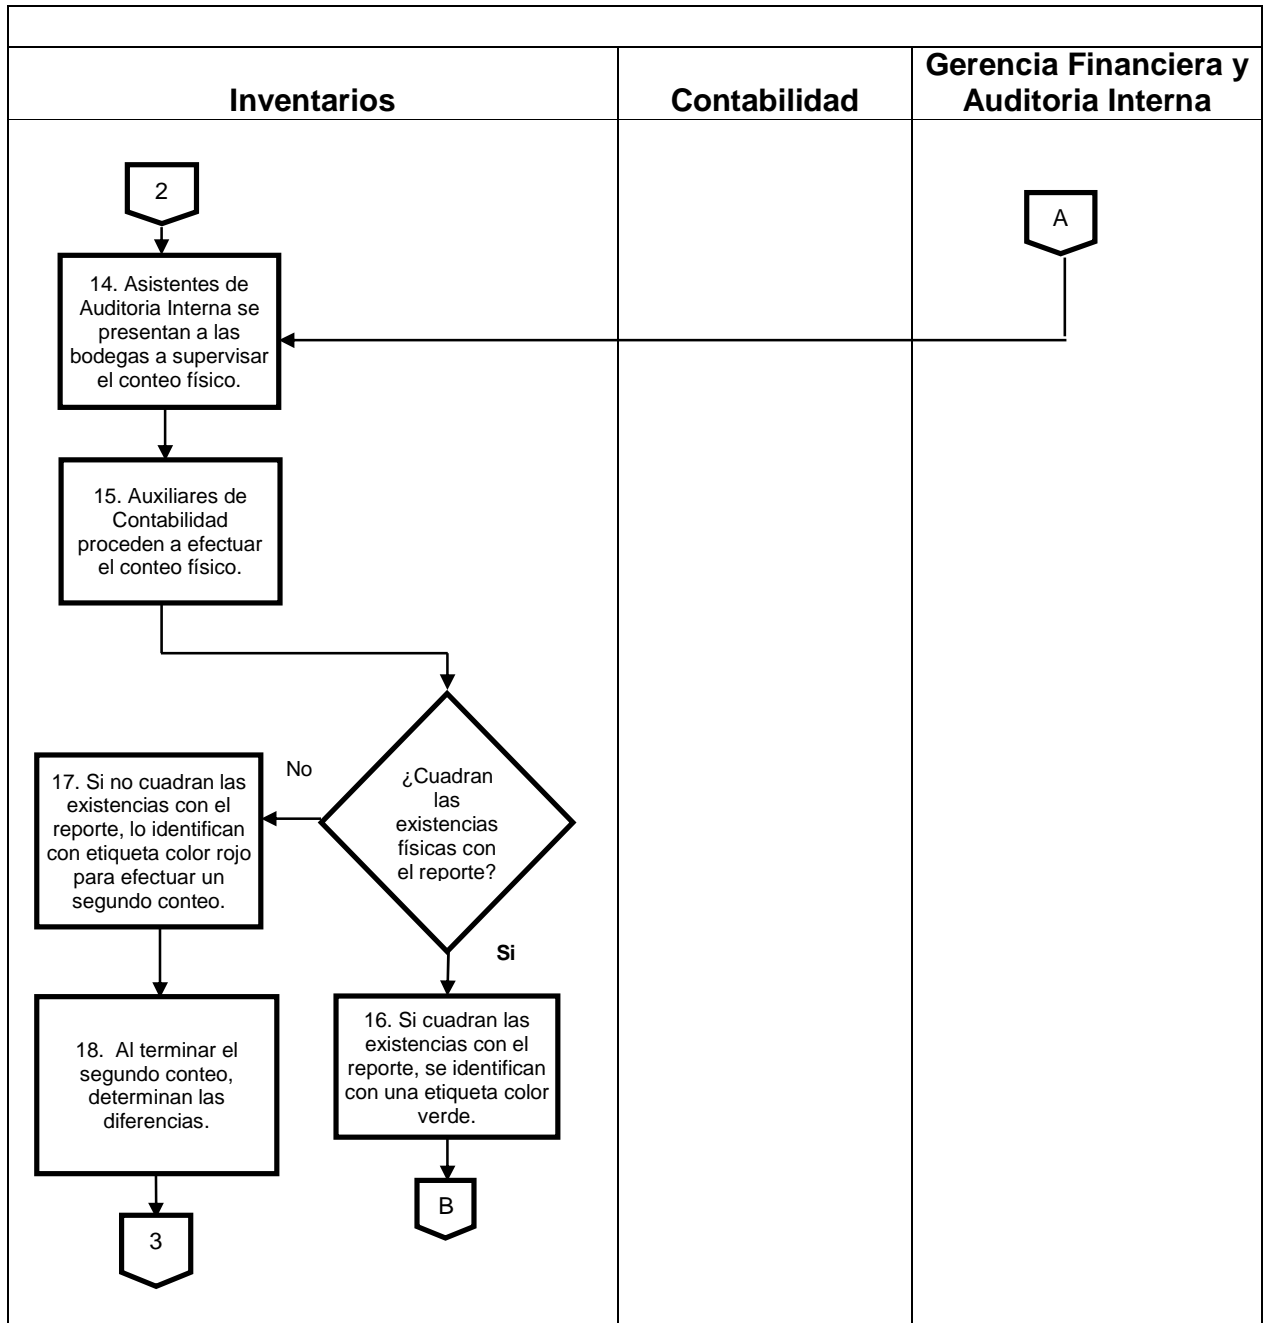 Inventarios
Contabilidad
Gerencia Financiera y
Auditoria Interna
2
A
14. Asistentes de
Auditoria Interna se
presentan a las
bodegas a supervisar
el conteo físico.
15. Auxiliares de
Contabilidad
proceden a efectuar
el conteo físico.
¿Cuadran
las
existencias
físicas con
el reporte?
No
17. Si no cuadran las
existencias con el
reporte, lo identifican
con etiqueta color rojo
para efectuar un
segundo conteo.
Si
16. Si cuadran las
existencias con el
reporte, se identifican
con una etiqueta color
verde.
18. Al terminar el
segundo conteo,
determinan las
diferencias.
B
3